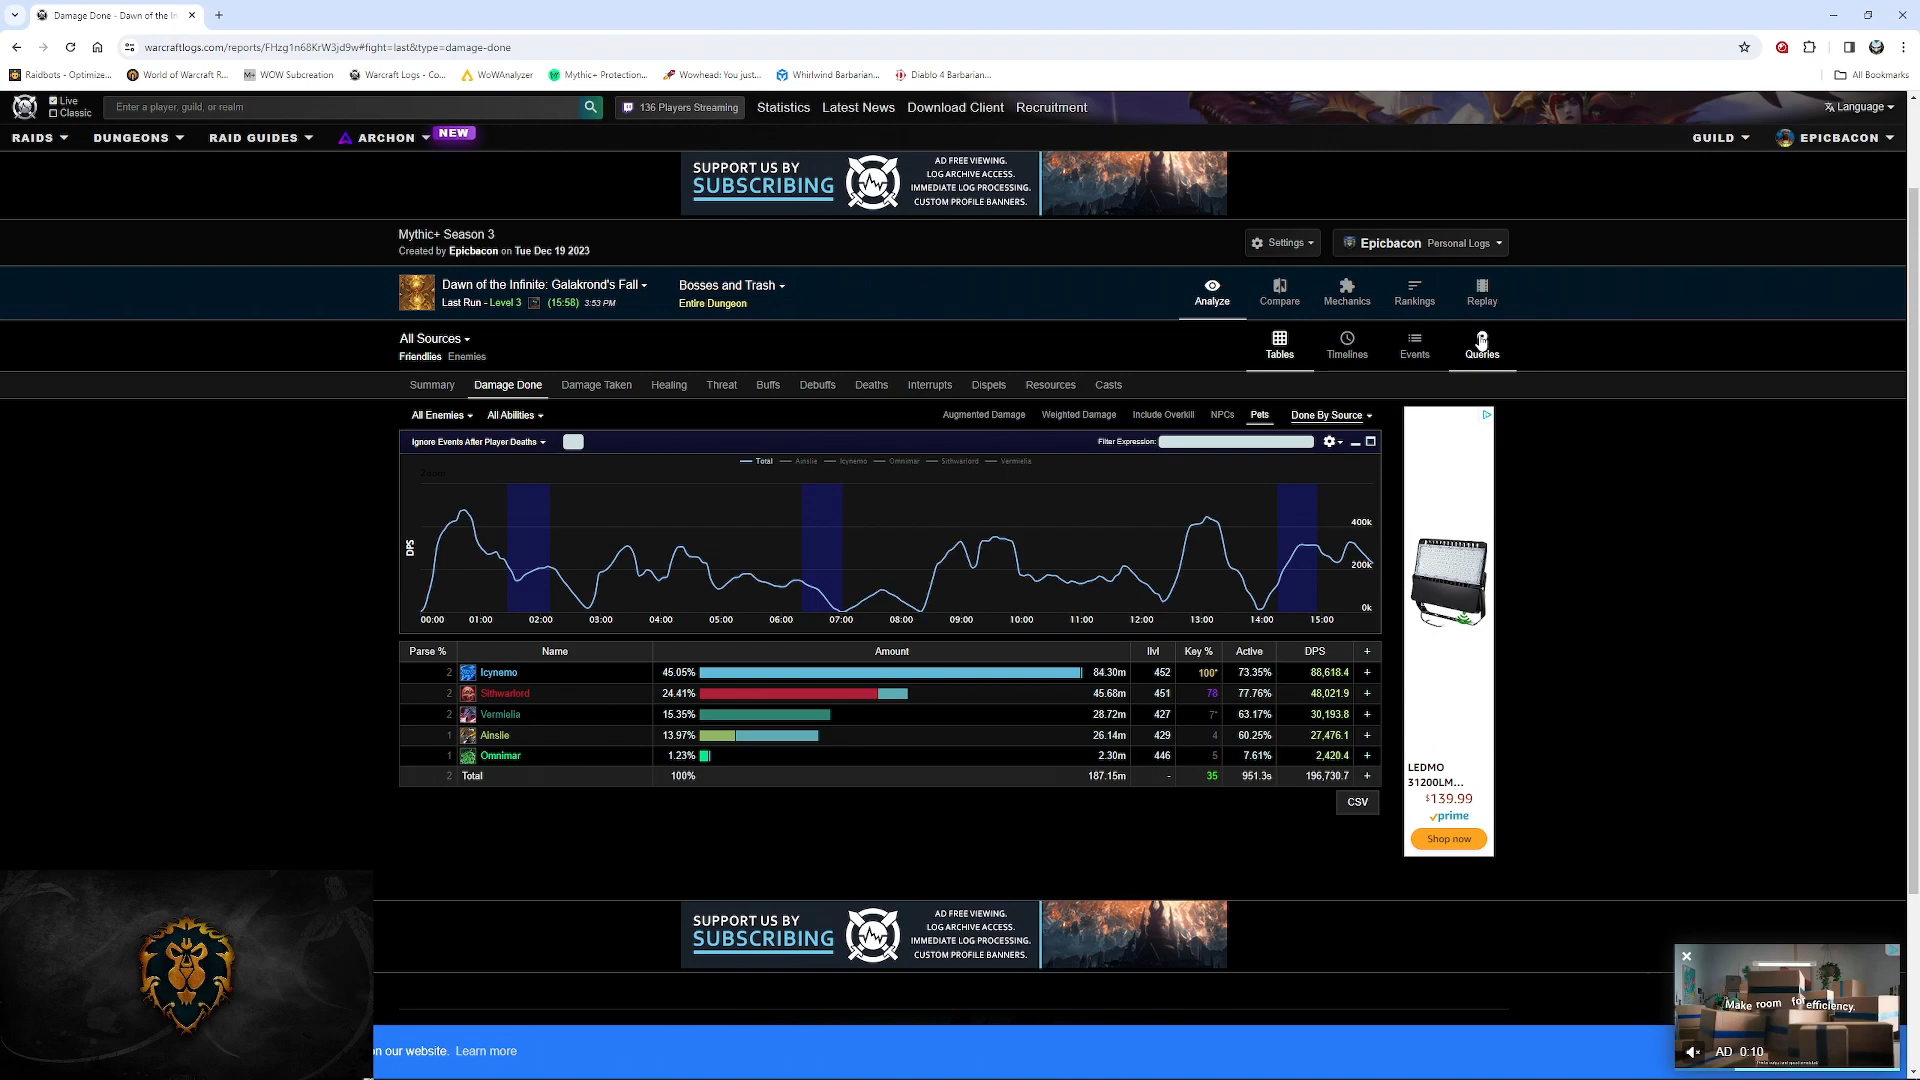 Damage Done - Dawn of the In
warcraftlogs.com/reports/FHzg1n68KrW3jd9w#fight=last&type=damage-done
Raidbots - Optimize...
World of Warcraft R...
M+ WOW Subcreation
Warcraft Logs - Co...
WoWAnalyzer
Mythic+ Protection...
Wowhead: You just...
Whirlwind Barbarian...
Diablo 4 Barbarian...
All Bookmarks
Live
Classic
Enter a player, guild, or realm
136 Players Streaming
Statistics
Latest News
Download Client
Recruitment
Language
RAIDS
DUNGEONS
RAID GUIDES
ARCHON
NEW
GUILD
EPICBACON
SUPPORT US BY
SUBSCRIBING
AD FREE VIEWING.
LOG ARCHIVE ACCESS.
IMMEDIATE LOG PROCESSING.
CUSTOM PROFILE BANNERS.
Mythic+ Season 3
Created by Epicbacon on Tue Dec 19 2023
Settings
Epicbacon Personal Logs
Dawn of the Infinite: Galakrond's Fall
Last Run - Level 3 (15:58) 3:53 PM
Bosses and Trash
Entire Dungeon
Analyze
Compare
Mechanics
Rankings
Replay
All Sources
Friendlies Enemies
Tables
Timelines
Events
Queries
Summary
Damage Done
Damage Taken
Healing
Threat
Buffs
Debuffs
Deaths
Interrupts
Dispels
Resources
Casts
All Enemies
All Abilities
Augmented Damage
Weighted Damage
Include Overkill
NPCs
Pets
Done By Source
Ignore Events After Player Deaths
Filter Expression:
Total Ainslie Icynemo Omnimar Sithwarlord Vermielia
Zoom
DPS
400k
200k
0k
00:00 01:00 02:00 03:00 04:00 05:00 06:00 07:00 08:00 09:00 10:00 11:00 12:00 13:00 14:00 15:00
Parse % Name Amount Ilvl Key % Active DPS +
2 Icynemo 45.05% 84.30m 452 100* 73.35% 88,618.4 +
2 Sithwarlord 24.41% 45.68m 451 78 77.76% 48,021.9 +
2 Vermielia 15.35% 28.72m 427 7* 63.17% 30,193.8 +
1 Ainslie 13.97% 26.14m 429 4 60.25% 27,476.1 +
1 Omnimar 1.23% 2.30m 446 5 7.61% 2,420.4 +
2 Total 100% 187.15m - 35 951.3s 196,730.7 +
CSV
LEDMO
31200LM...
$139.99
prime
Shop now
SUPPORT US BY
SUBSCRIBING
AD FREE VIEWING.
LOG ARCHIVE ACCESS.
IMMEDIATE LOG PROCESSING.
CUSTOM PROFILE BANNERS.
Make room for efficiency.
AD 0:10
n our website. Learn more